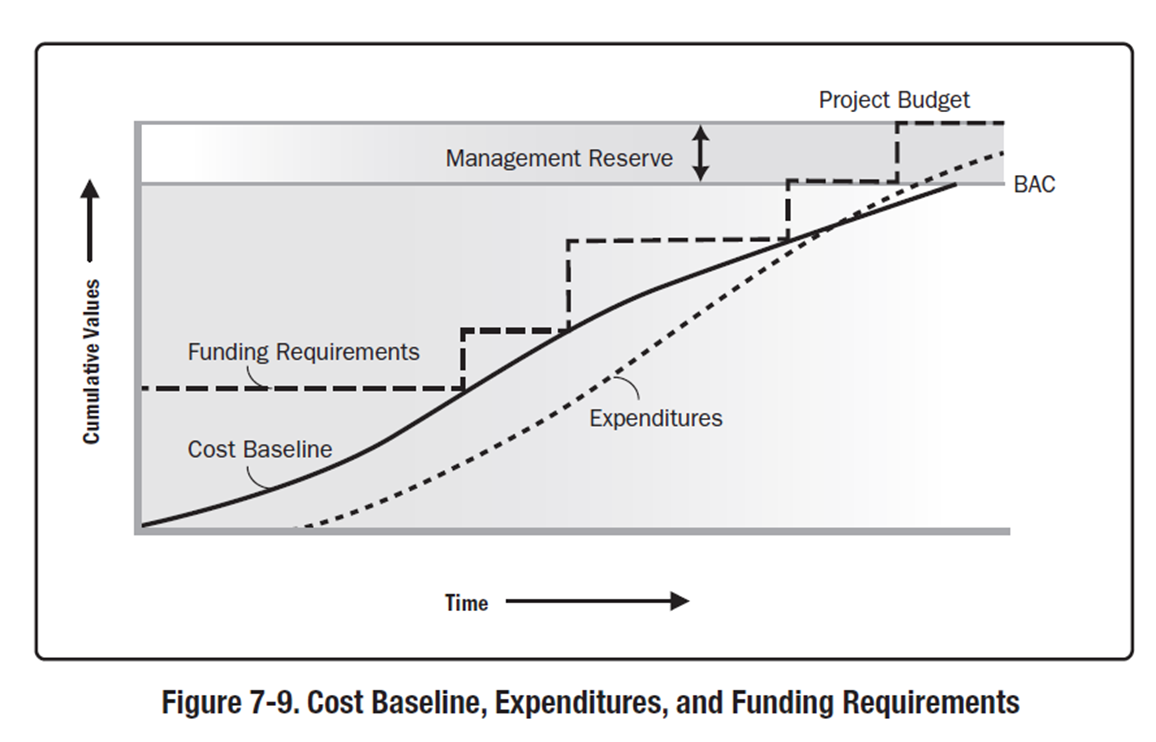 Project Budget
Management Reserve
BAC
Funding Requirements
Expenditures
Cost Baseline
Cumulative Values
Time
Figure 7-9. Cost Baseline, Expenditures, and Funding Requirements